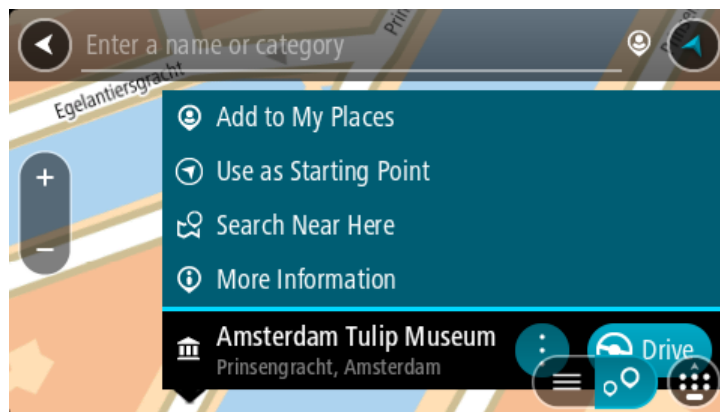 Enter a name or category
Prinsen
Egelantiersgracht
Add to My Places
Use as Starting Point
Search Near Here
More Information
Amsterdam Tulip Museum
Prinsengracht, Amsterdam
Drive